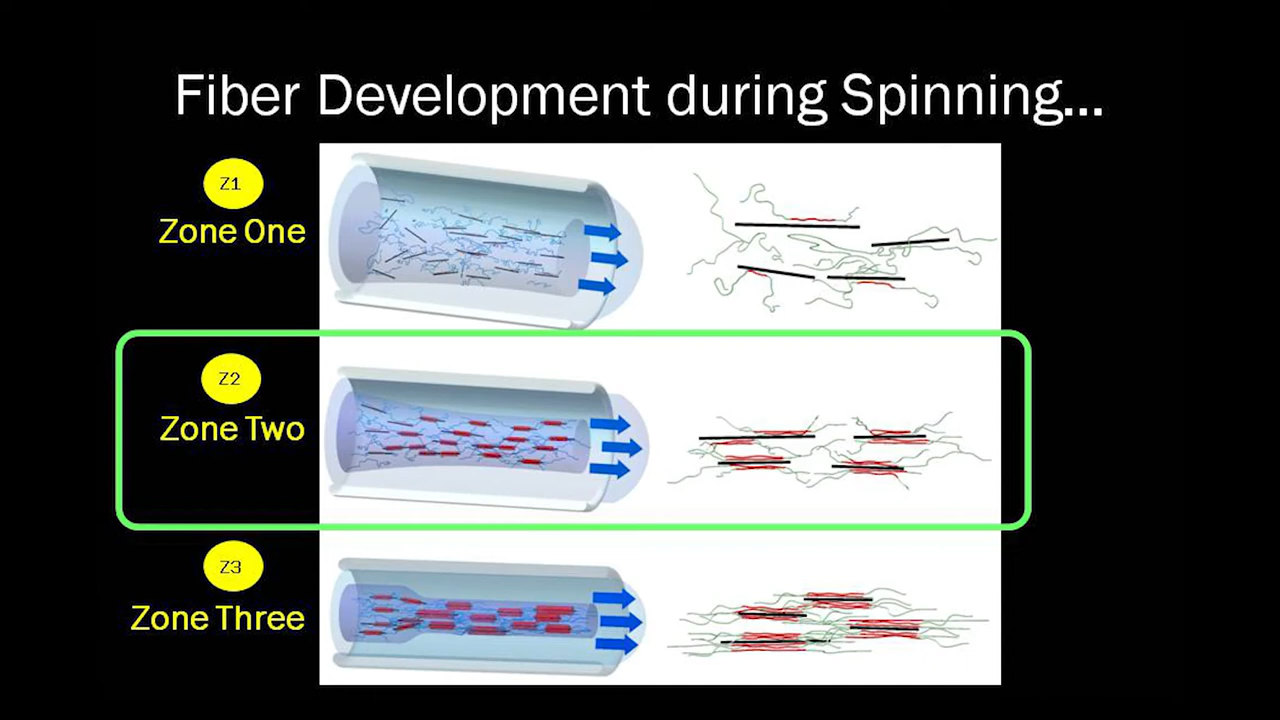 Fiber Development during Spinning...
Z1
Zone One
Z2
Zone Two
Z3
Zone Three